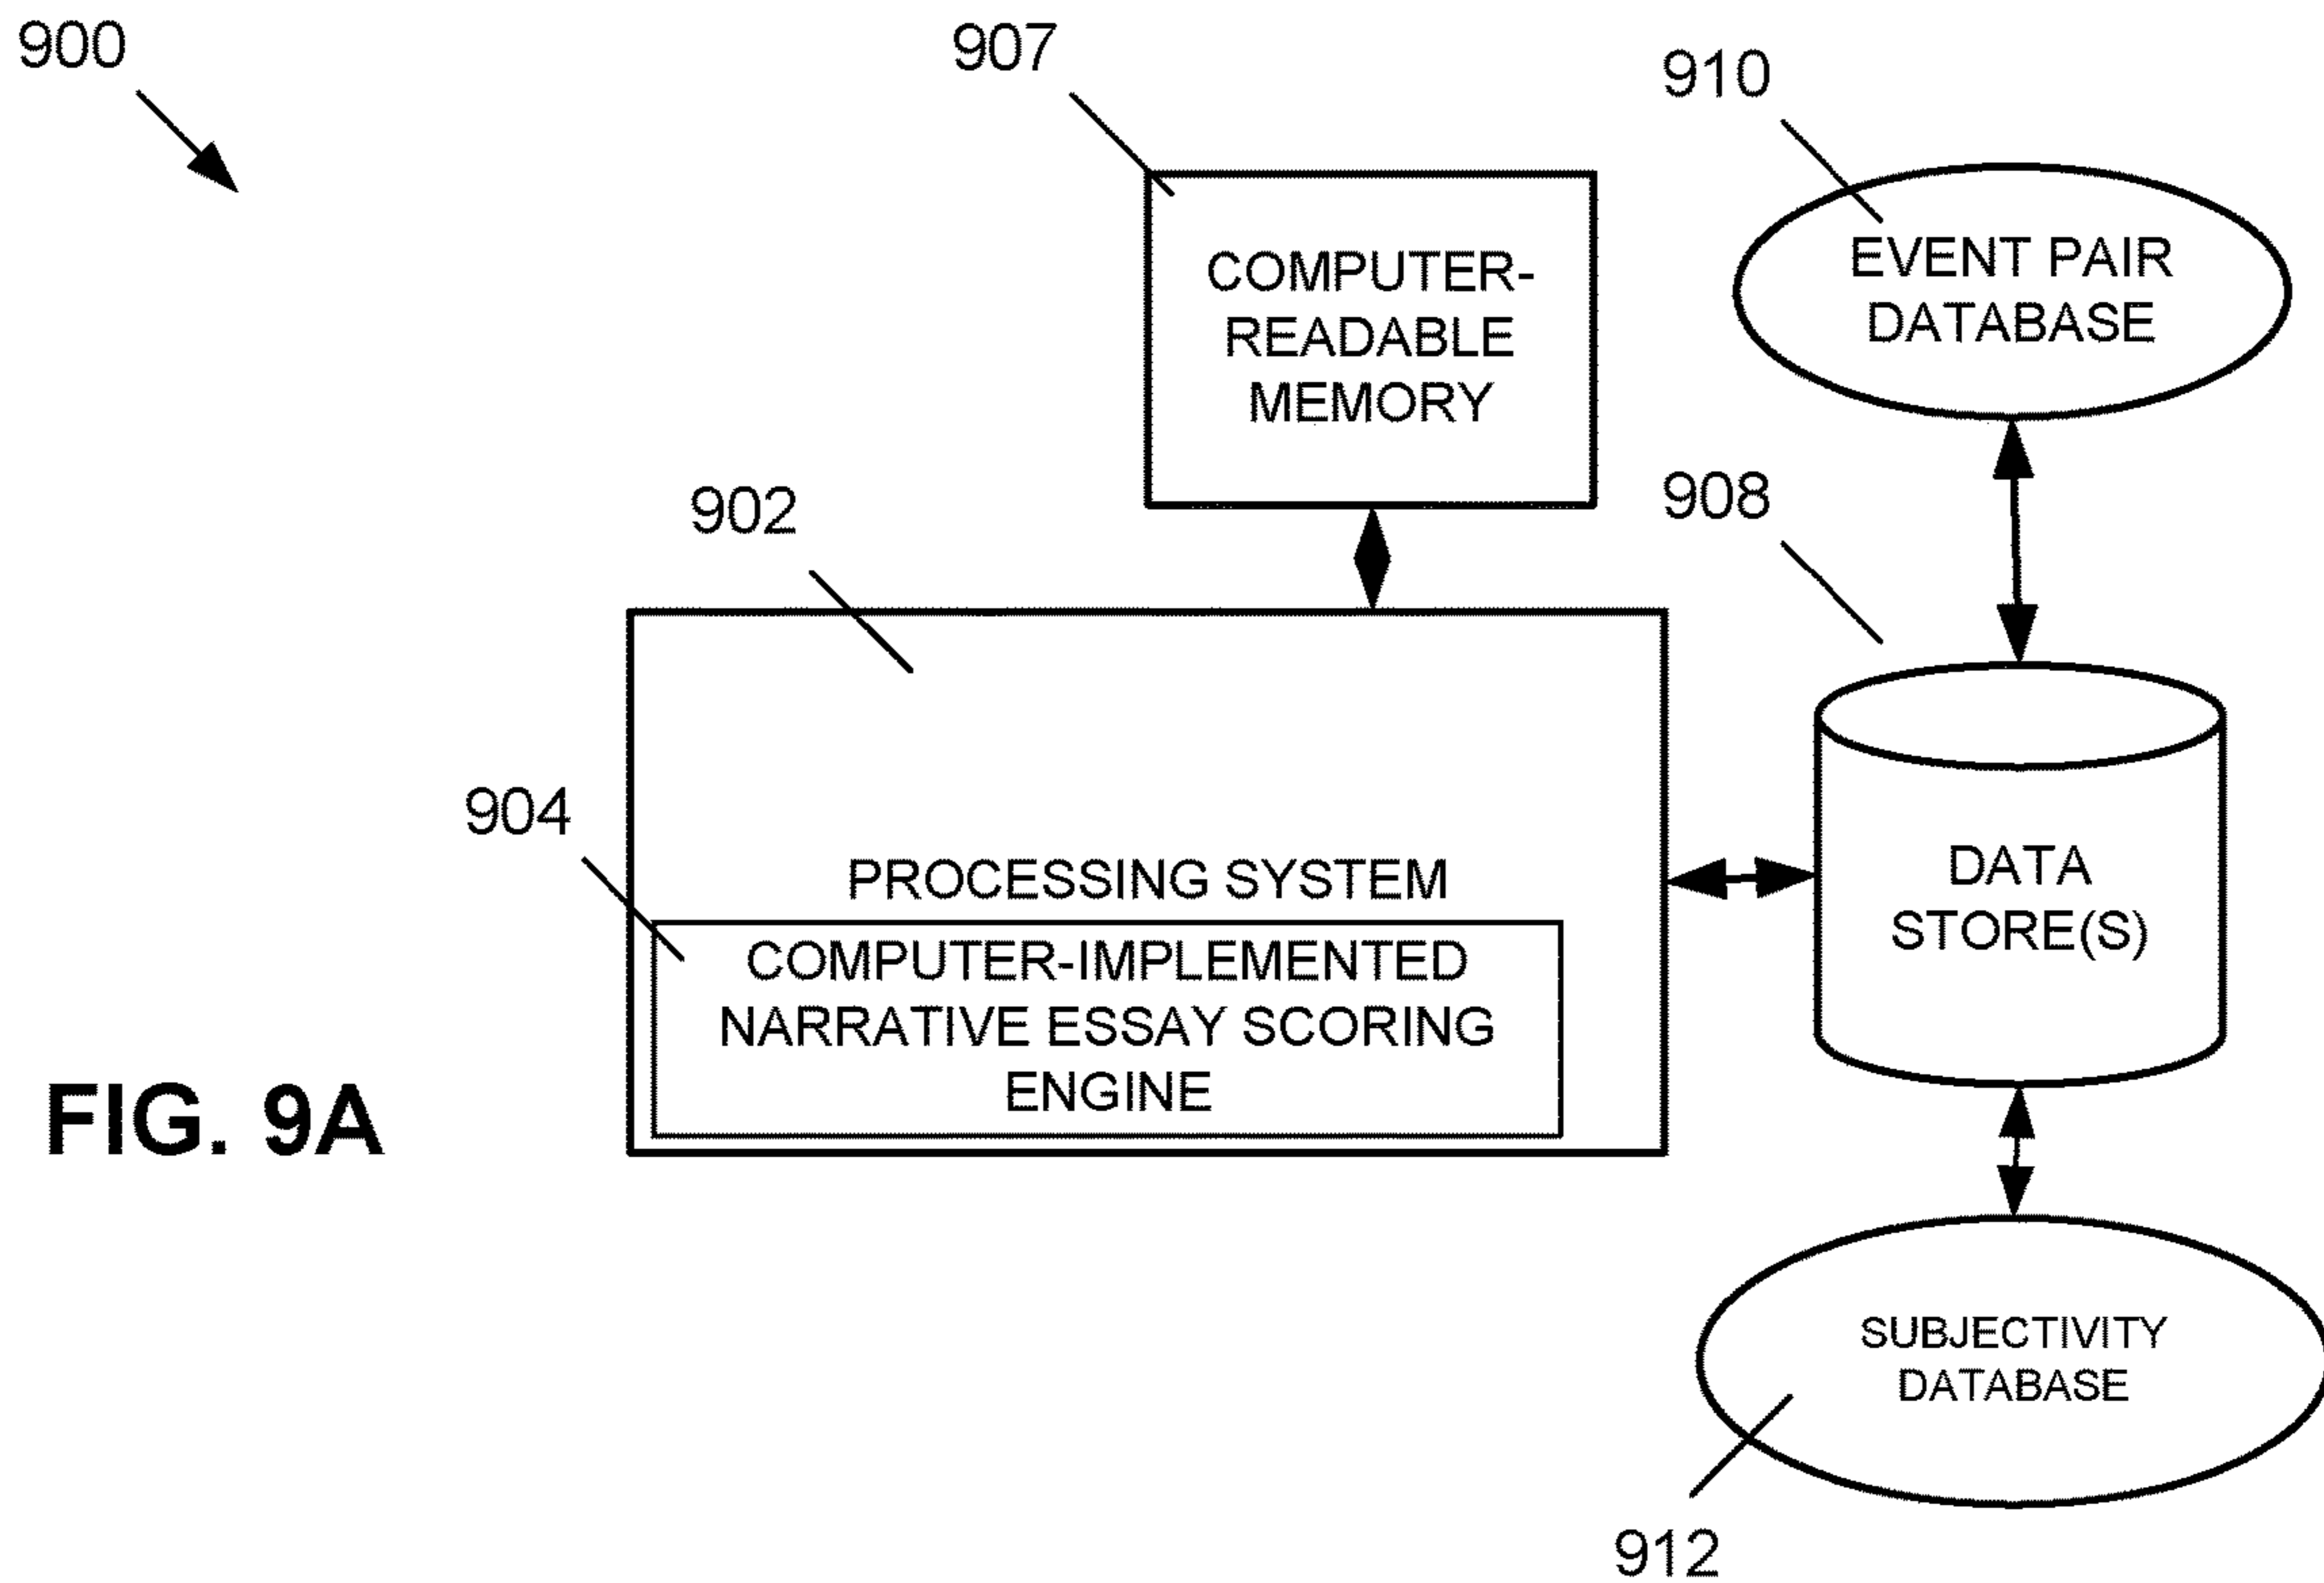 900
907
910
COMPUTER-
READABLE
MEMORY
EVENT PAIR
DATABASE
902
908
904
PROCESSING SYSTEM
COMPUTER-IMPLEMENTED
NARRATIVE ESSAY SCORING
ENGINE
DATA
STORE(S)
FIG. 9A
SUBJECTIVITY
DATABASE
912